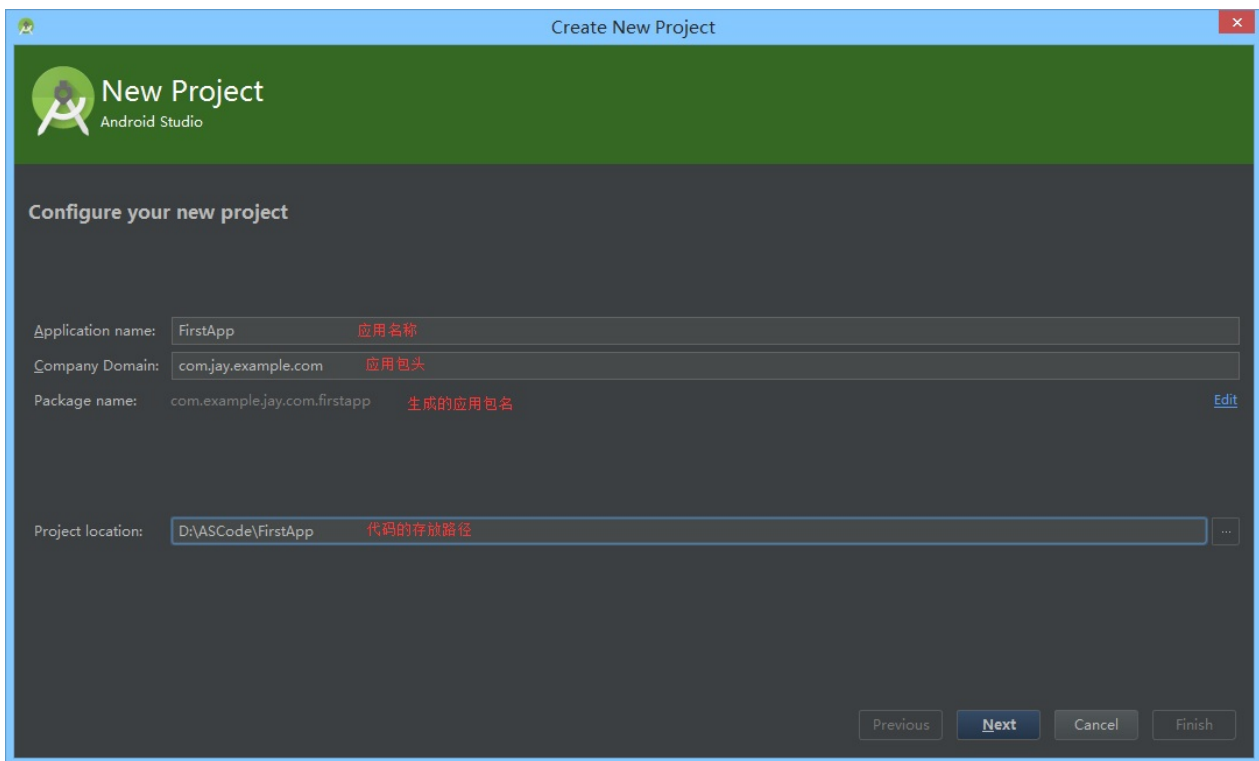 Create New Project
New Project
Android Studio
Configure your new project
Application name: FirstApp 应用名称
Company Domain: com.jay.example.com 应用包头
Package name: com.example.jay.com.firstapp 生成的应用包名 Edit
Project location: D:\ASCode\FirstApp 代码的存放路径 ...
Previous Next Cancel Finish